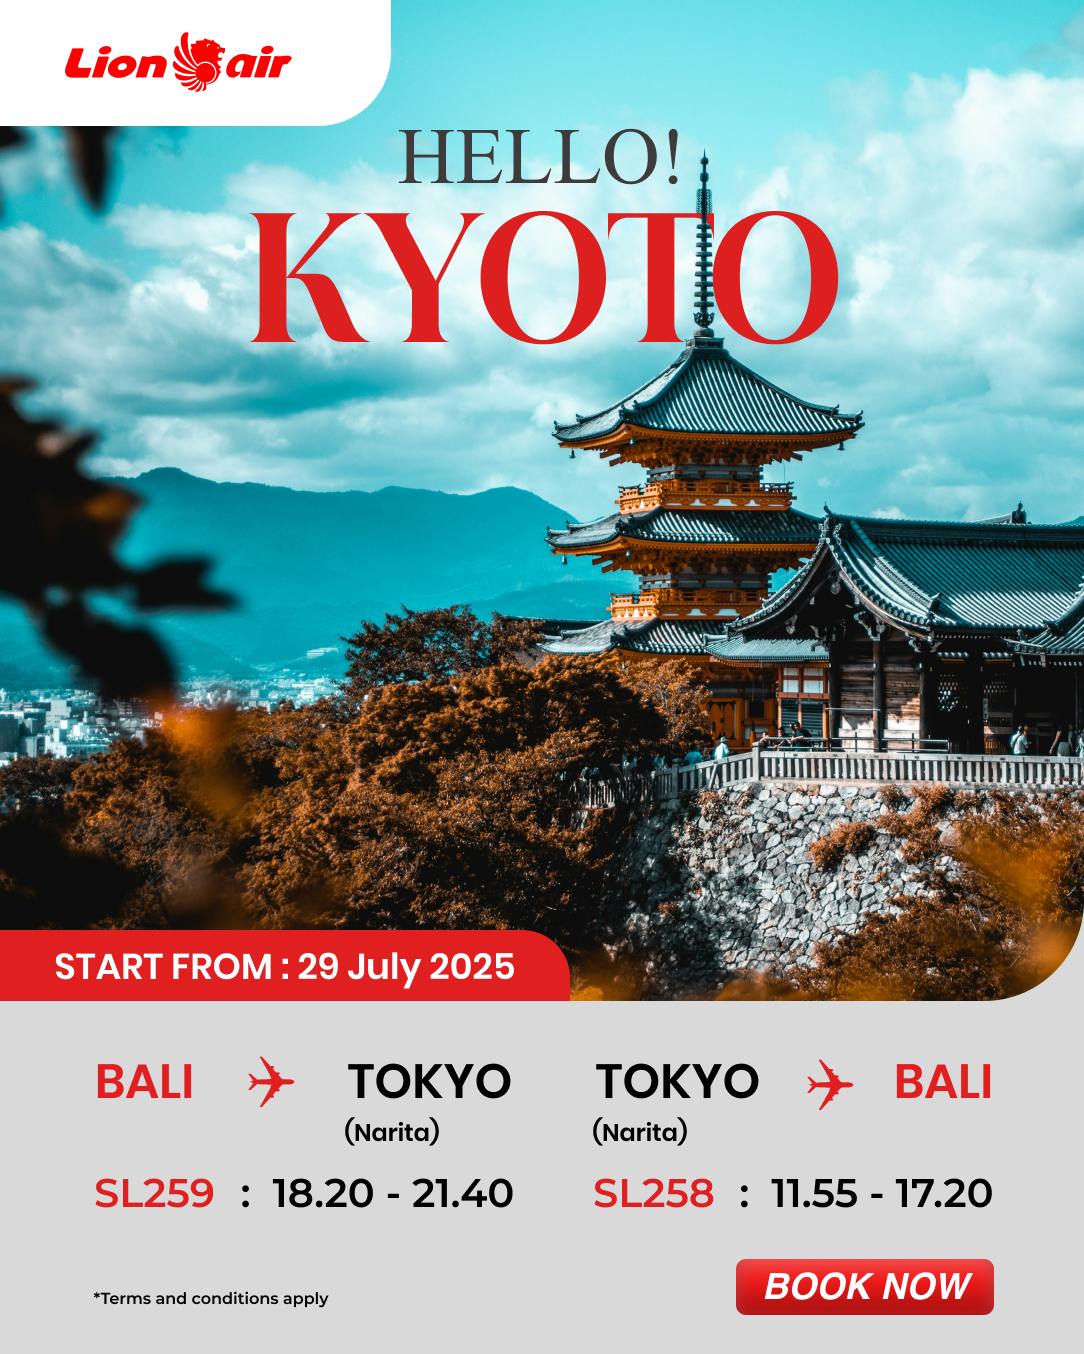 Lion air
HELLO!
KYOTO
START FROM : 29 July 2025
BALI TOKYO
(Narita)
SL259 : 18.20 - 21.40
TOKYO BALI
(Narita)
SL258 : 11.55 - 17.20
*Terms and conditions apply
BOOK NOW